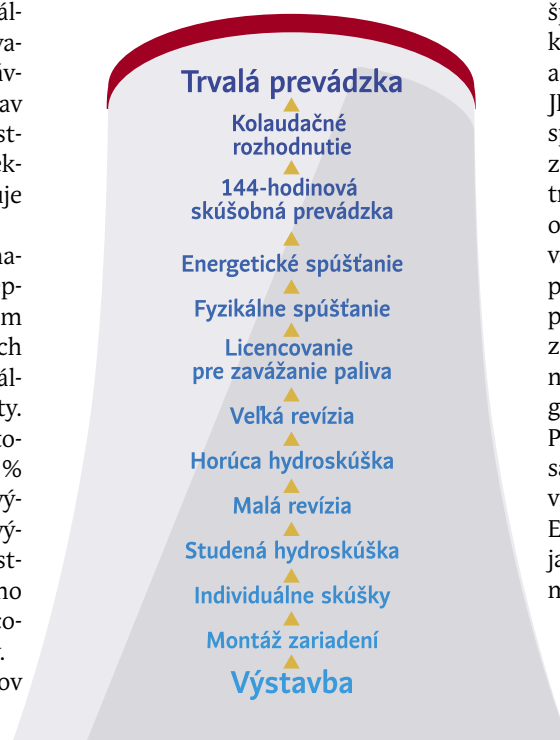 Trvalá prevádzka
Kolaudačné
rozhodnutie
144-hodinová
skúšobná prevádzka
Energetické spúšťanie
Fyzikálne spúšťanie
Licencovanie
pre zavážanie paliva
Veľká revízia
Horúca hydroskúška
Malá revízia
Studená hydroskúška
Individuálne skúšky
Montáž zariadení
Výstavba